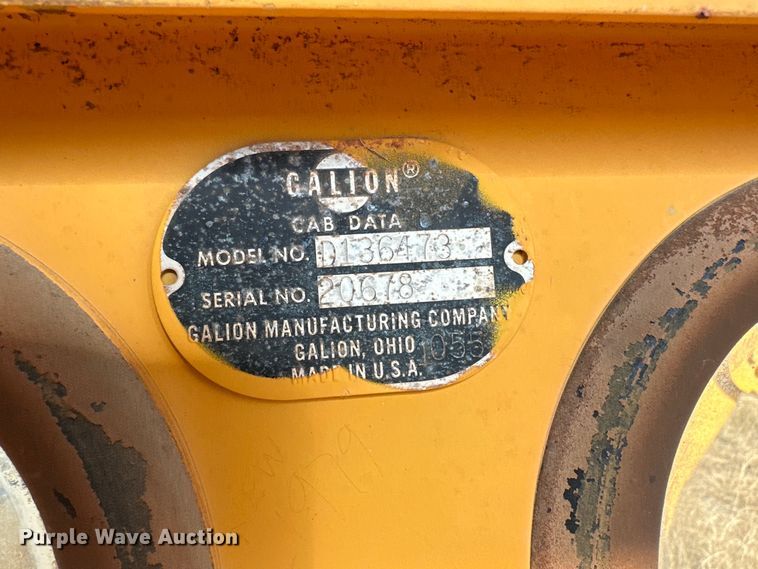 GALION®
CAB DATA
MODEL NO. D136473
SERIAL NO. 20678
GALION MANUFACTURING COMPANY
GALION, OHIO 1055
MADE IN U.S.A.
1979
Purple Wave Auction